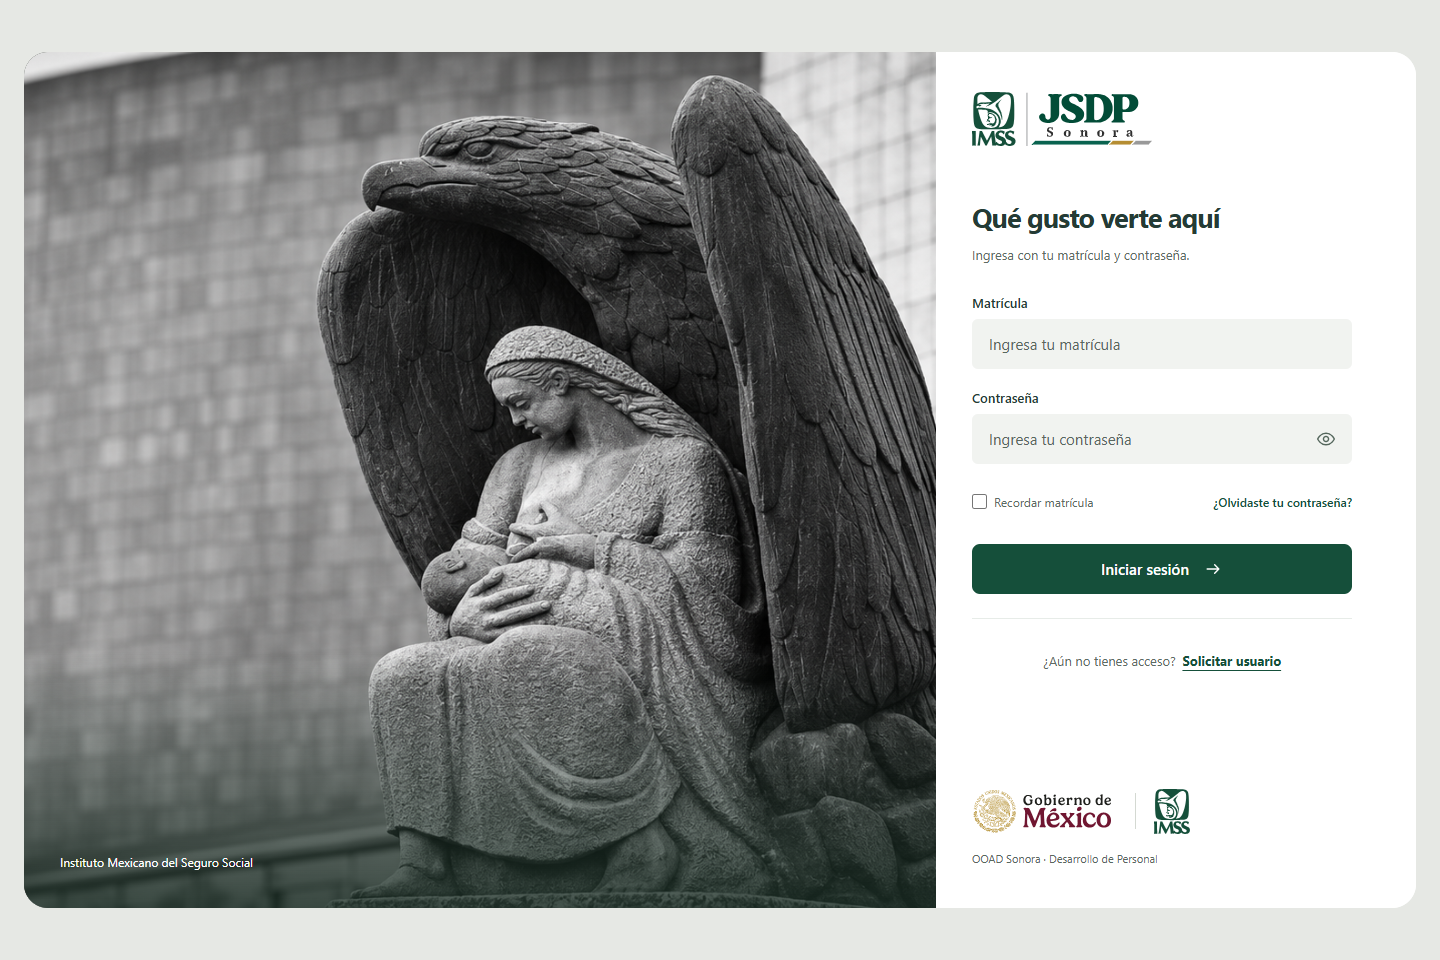 IMSS
JSDP
Sonora
Qué gusto verte aquí
Ingresa con tu matrícula y contraseña.
Matrícula
Ingresa tu matrícula
Contraseña
Ingresa tu contraseña
Recordar matrícula
¿Olvidaste tu contraseña?
Iniciar sesión
¿Aún no tienes acceso? Solicitar usuario
Gobierno de
México
IMSS
OOAD Sonora · Desarrollo de Personal
Instituto Mexicano del Seguro Social